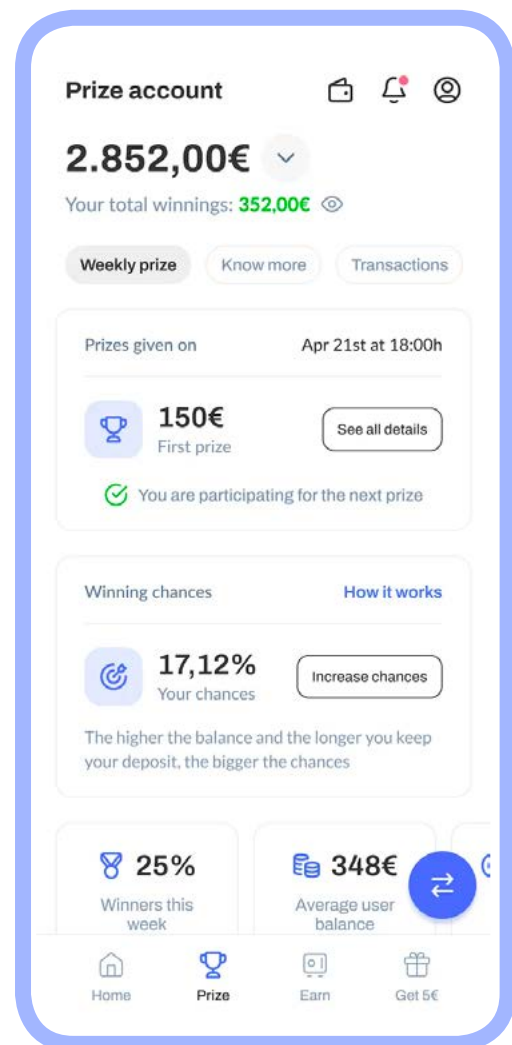 Prize account
2.852,00€
Your total winnings: 352,00€
Weekly prize Know more Transactions
Prizes given on Apr 21st at 18:00h
150€
First prize
See all details
You are participating for the next prize
Winning chances How it works
17,12%
Your chances
Increase chances
The higher the balance and the longer you keep
your deposit, the bigger the chances
25%
Winners this
week
348€
Average user
balance
Home Prize Earn Get 5€